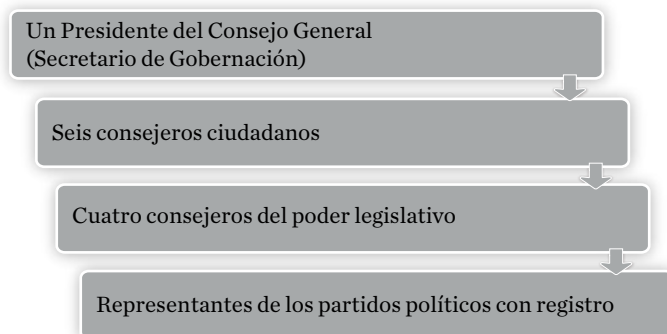 Un Presidente del Consejo General
(Secretario de Gobernación)
Seis consejeros ciudadanos
Cuatro consejeros del poder legislativo
Representantes de los partidos políticos con registro